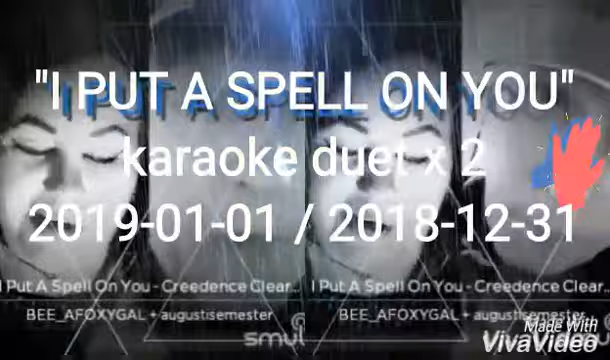 "I PUT A SPELL ON YOU"
karaoke duet x 2
2019-01-01 / 2018-12-31
I Put A Spell On You - Creedence Clear... I Put A Spell On You - Creedence Clear...
BEE_AFOXYGAL + augustisemester BEE_AFOXYGAL + augustisemester
smul
Made With
VivaVideo